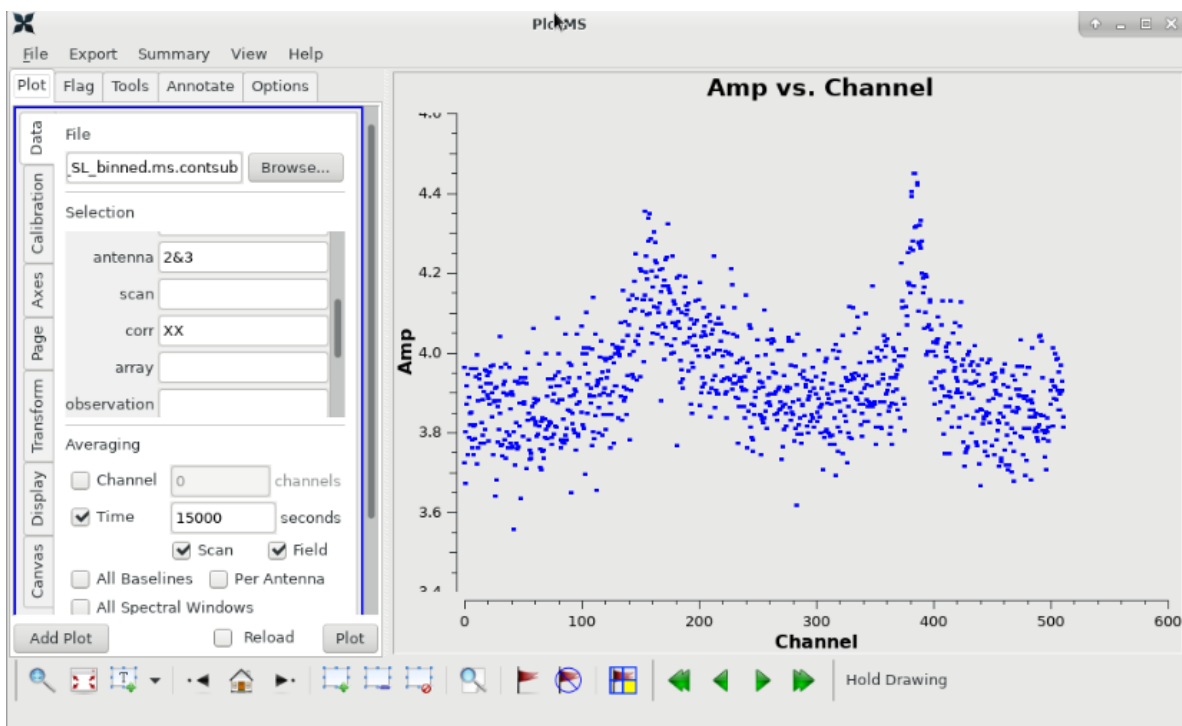 PlotMS
File Export Summary View Help
Plot Flag Tools Annotate Options
Data
Calibration
Axes
Page
Transform
Display
Canvas
File
_SL_binned.ms.contsub Browse...
Selection
antenna 2&3
scan
corr XX
array
observation
Averaging
Channel 0 channels
Time 15000 seconds
Scan Field
All Baselines Per Antenna
All Spectral Windows
Add Plot Reload Plot
Amp vs. Channel
Amp
4.4
4.2
4.0
3.8
3.6
3.4
0 100 200 300 400 500 600
Channel
Hold Drawing